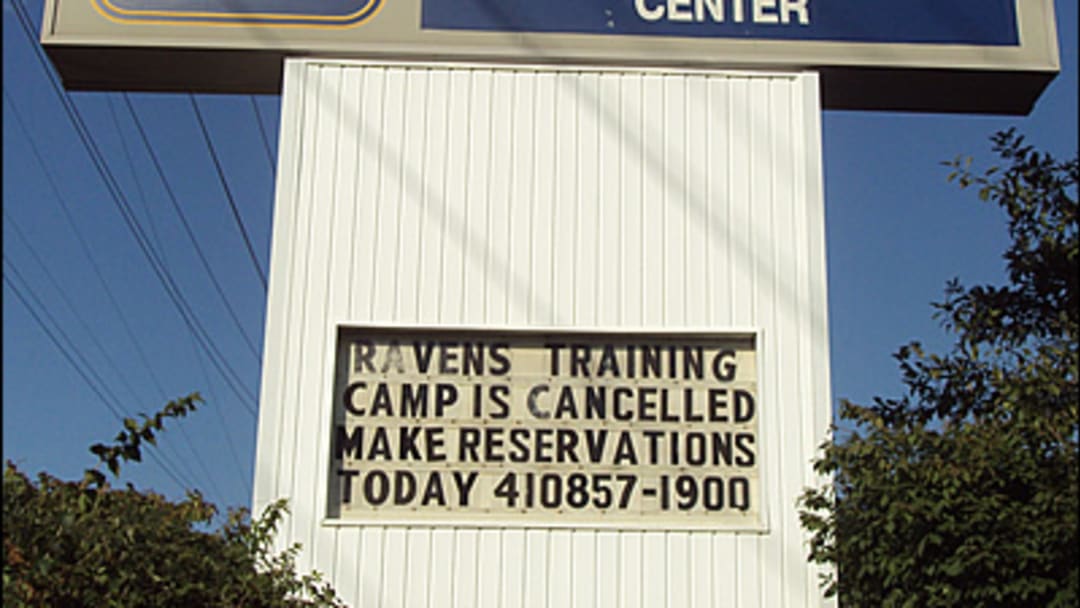 CENTER
RAVENS TRAINING
CAMP IS CANCELLED
MAKE RESERVATIONS
TODAY 410857-1900